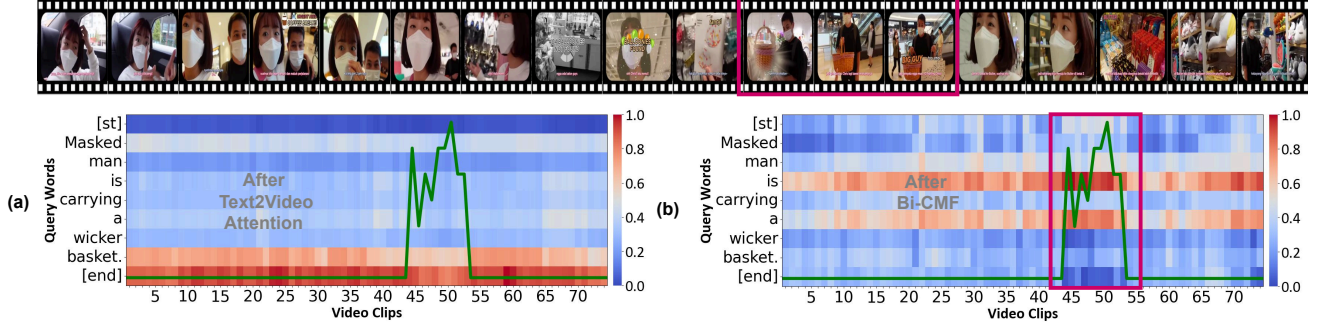 (a)
Query Words
[st]
Masked
man
is
carrying
a
wicker
basket.
[end]
After
Text2Video
Attention
5 10 15 20 25 30 35 40 45 50 55 60 65 70
Video Clips
1.0
0.8
0.6
0.4
0.2
0.0
(b)
Query Words
[st]
Masked
man
is
carrying
a
wicker
basket.
[end]
After
Bi-CMF
5 10 15 20 25 30 35 40 45 50 55 60 65 70
Video Clips
1.0
0.8
0.6
0.4
0.2
0.0